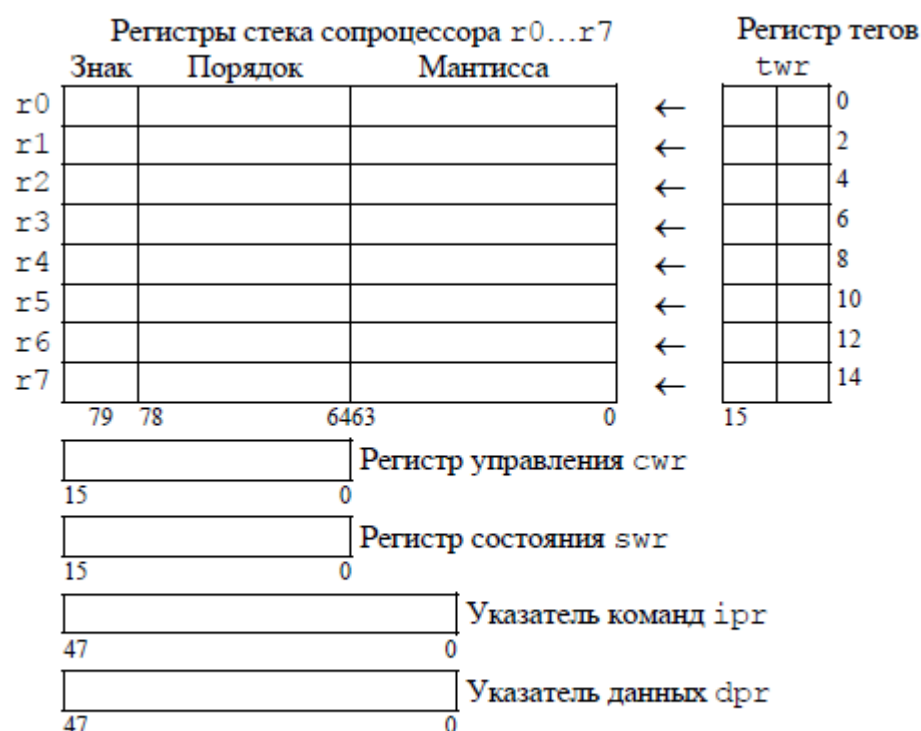 Регистры стека сопроцессора r0...r7 Регистр тегов
Знак Порядок Мантисса twr
r0 ← 0
r1 ← 2
r2 ← 4
r3 ← 6
r4 ← 8
r5 ← 10
r6 ← 12
r7 ← 14
79 78 6463 0 15
Регистр управления cwr
15 0
Регистр состояния swr
15 0
Указатель команд ipr
47 0
Указатель данных dpr
47 0